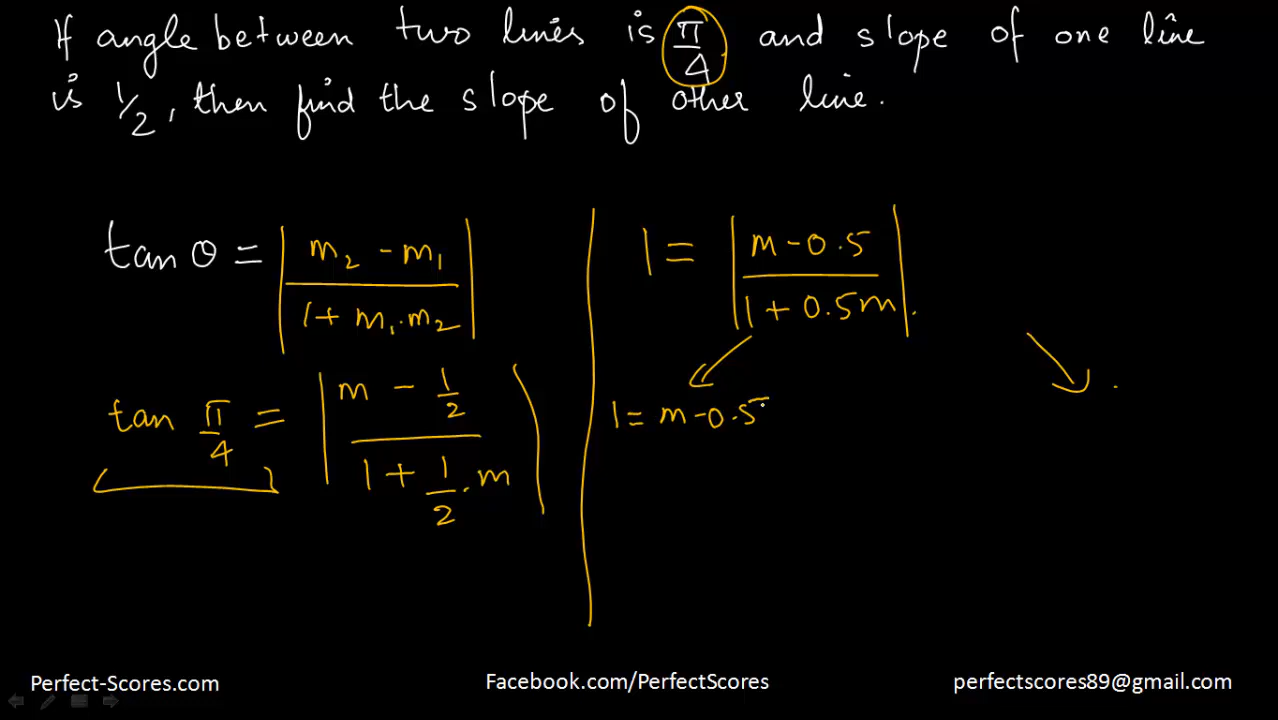 If angle between two lines is π/4 and slope of one line
is 1/2, then find the slope of other line.
tan θ = | m₂ - m₁ / 1 + m₁.m₂ |
tan π/4 = | m - 1/2 / 1 + 1/2 . m |
1 = | m - 0.5 / 1 + 0.5m | .
1 = m - 0.5
Perfect-Scores.com
Facebook.com/PerfectScores
perfectscores89@gmail.com